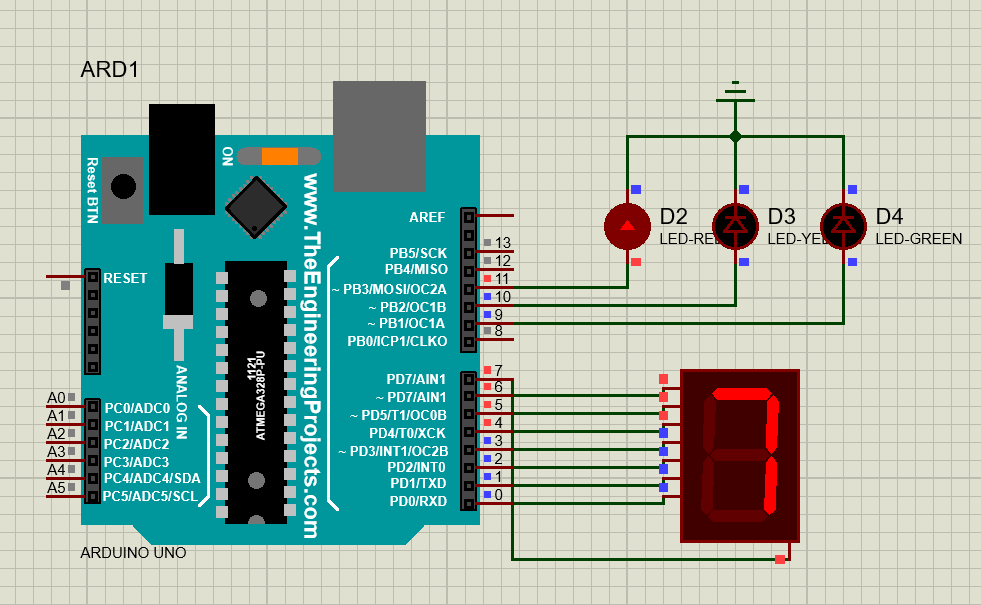 ARD1
ON
Reset BTN
www.TheEngineeringProjects.com
AREF
13
PB5/SCK
12
PB4/MISO
11
~ PB3/MOSI/OC2A
10
~ PB2/OC1B
9
~ PB1/OC1A
8
PB0/ICP1/CLKO
RESET
1121
ATMEGA328P-PU
ANALOG IN
7
PD7/AIN1
6
~ PD7/AIN1
5
~ PD5/T1/OC0B
4
PD4/T0/XCK
3
~ PD3/INT1/OC2B
2
PD2/INT0
1
PD1/TXD
0
PD0/RXD
A0
PC0/ADC0
A1
PC1/ADC1
A2
PC2/ADC2
A3
PC3/ADC3
A4
PC4/ADC4/SDA
A5
PC5/ADC5/SCL
ARDUINO UNO
D2
LED-RED
D3
LED-YEL
D4
LED-GREEN
7